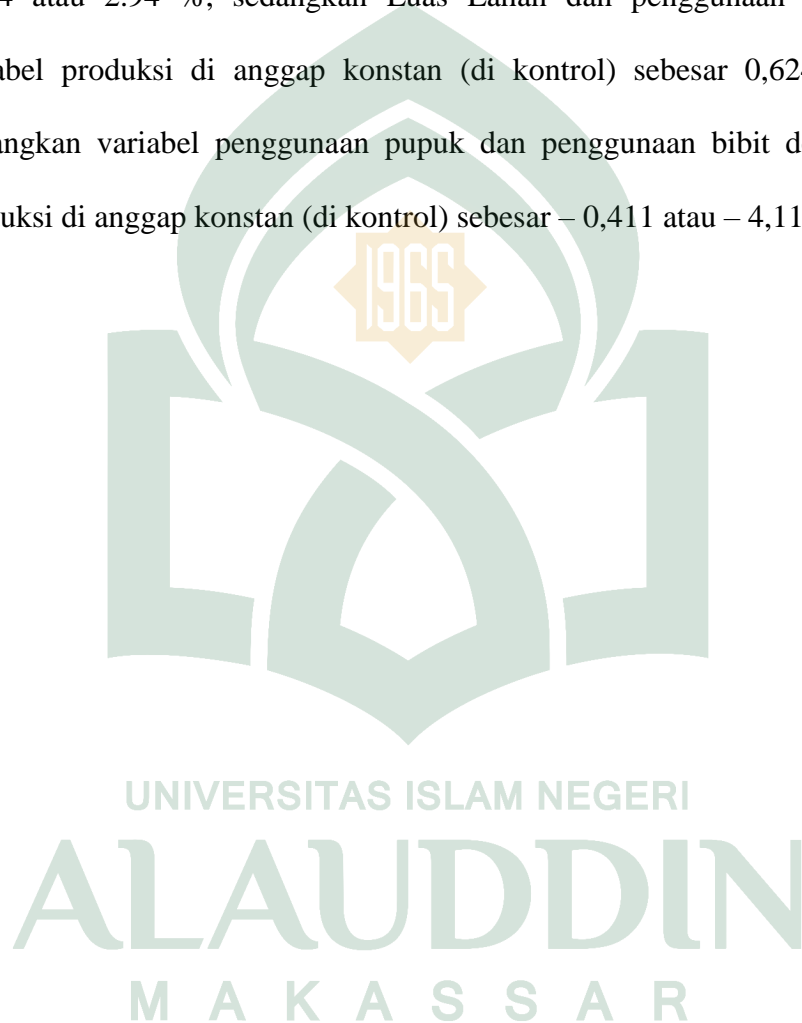 4 atau 2.94 %, sedangkan Luas Lahan dan penggunaan
abel produksi di anggap konstan (di kontrol) sebesar 0,624
angkan variabel penggunaan pupuk dan penggunaan bibit d
uksi di anggap konstan (di kontrol) sebesar – 0,411 atau – 4,11
1965
UNIVERSITAS ISLAM NEGERI
ALAUDDIN
MAKASSAR